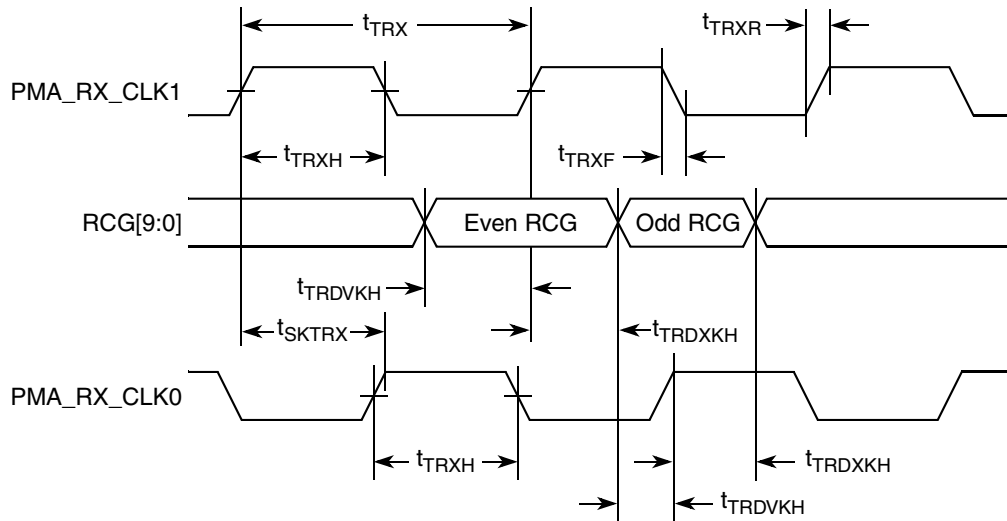 tTRX
tTRXR
PMA_RX_CLK1
tTRXH
tTRXF
RCG[9:0]
Even RCG
Odd RCG
tTRDVKH
tSKTRX
tTRDXKH
PMA_RX_CLK0
tTRXH
tTRDXKH
tTRDVKH